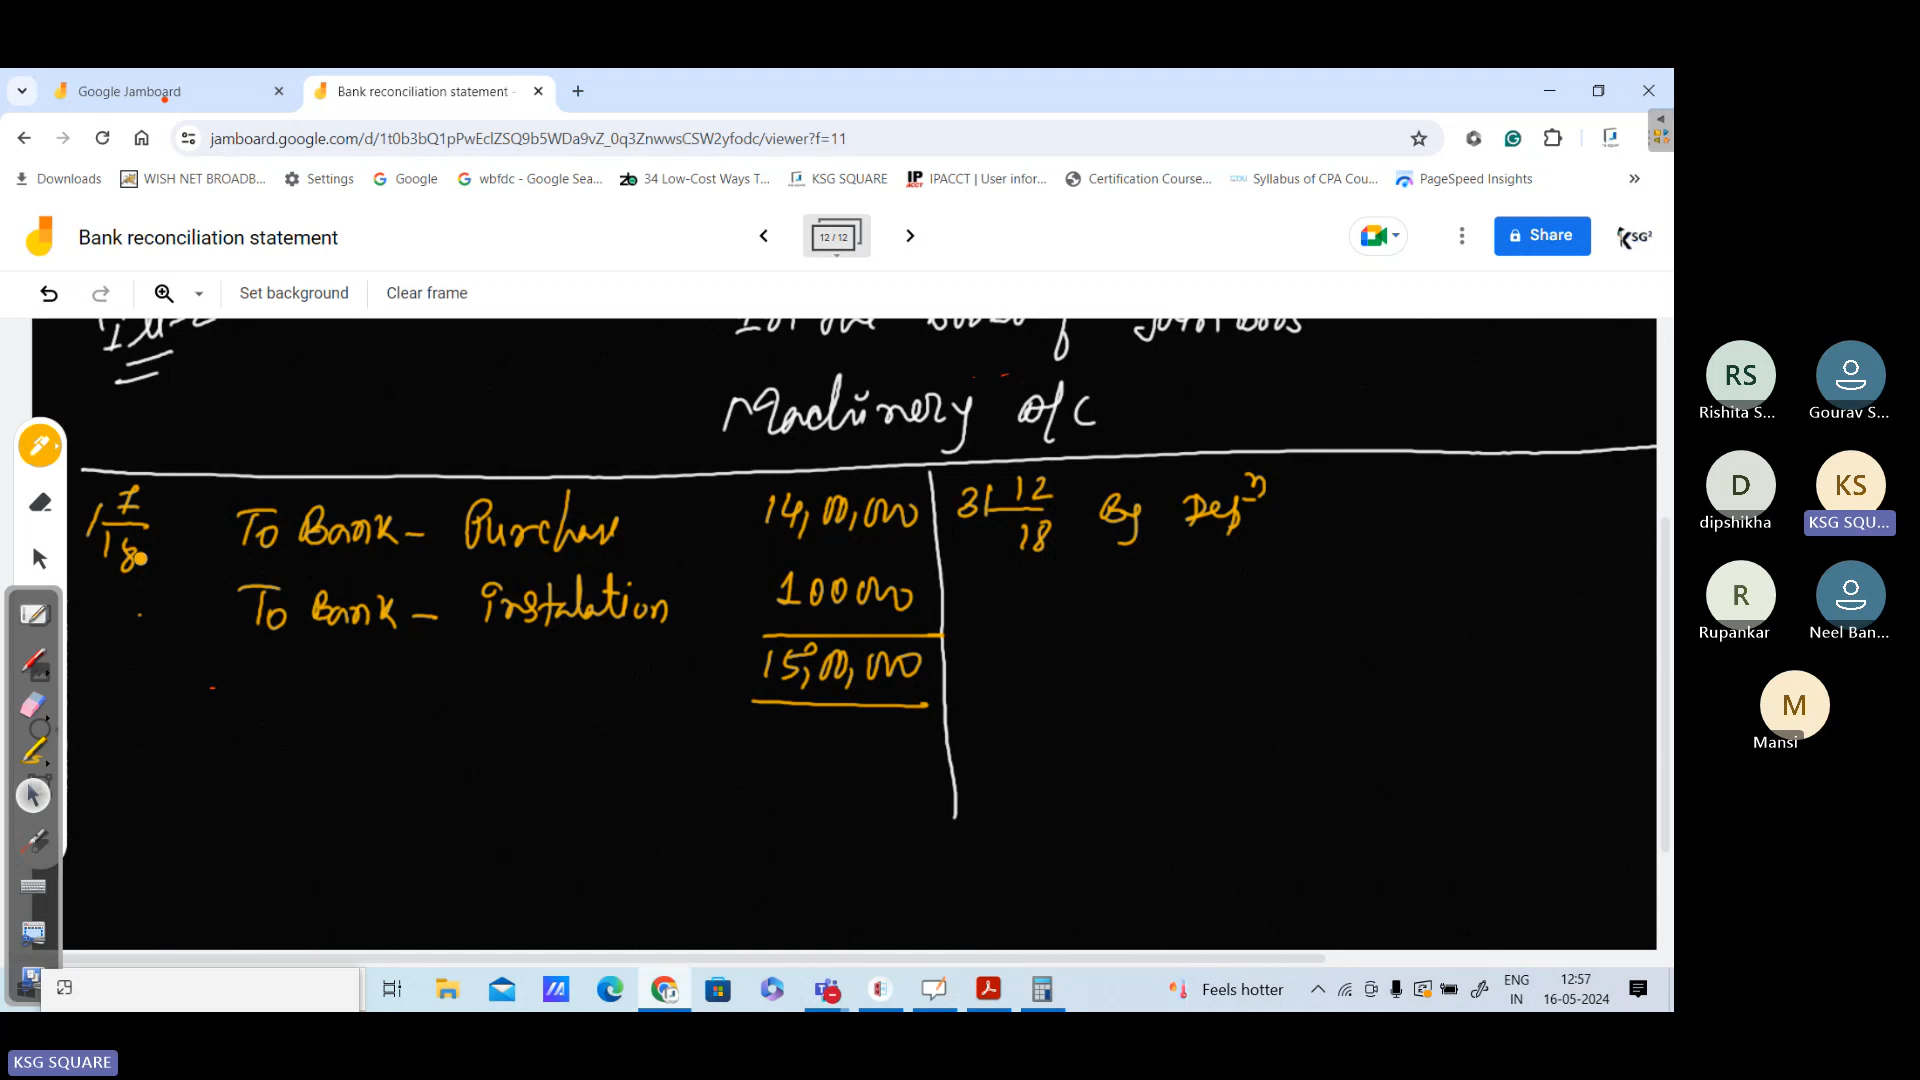 Google Jamboard
Bank reconciliation statement -
jamboard.google.com/d/1t0b3bQ1pPwEclZSQ9b5WDa9vZ_0q3ZnwwsCSW2yfodc/viewer?f=11
Downloads WISH NET BROADB... Settings Google wbfdc - Google Sea... 34 Low-Cost Ways T... KSG SQUARE IPACCT | User infor... Certification Course... Syllabus of CPA Cou... PageSpeed Insights »
Bank reconciliation statement 12 / 12 Share KSG²
Set background Clear frame
Machinery A/C
1 7/18 To Bank - Purchase 14,00,000 31 12/18 By Depn
To Bank - instalation 100000
15,00,000
RS
Rishita S... Gourav S...
D KS
dipshikha KSG SQU...
R
Rupankar Neel Ban...
M
Mansi
Feels hotter ENG 12:57
IN 16-05-2024
KSG SQUARE